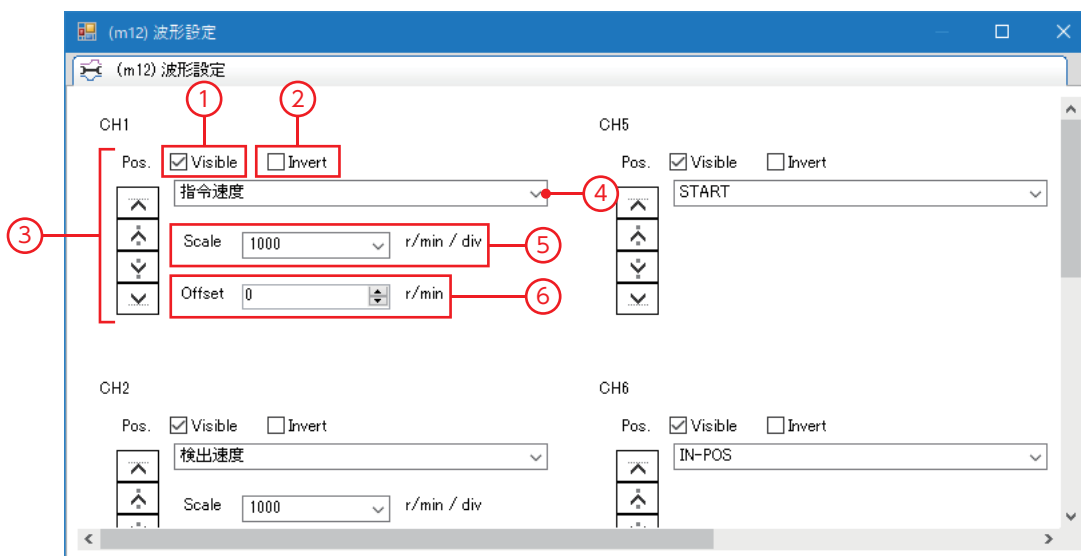 (m12) 波形設定
(m12) 波形設定
1
2
CH1
CH5
Pos. Visible Invert
Pos. Visible Invert
指令速度
4
START
3
Scale 1000 r/min / div
5
Offset 0 r/min
6
CH2
CH6
Pos. Visible Invert
Pos. Visible Invert
検出速度
IN-POS
Scale 1000 r/min / div